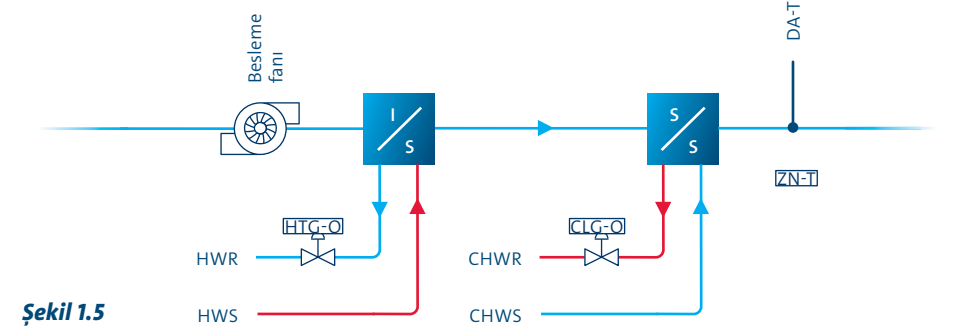 Besleme
fanı
DA-T
I
S
S
S
ZN-T
HTG-O
CLG-O
HWR
CHWR
HWS
CHWS
Şekil 1.5